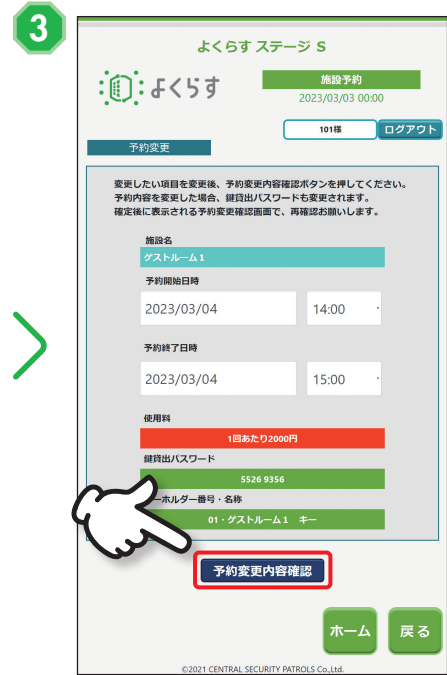 3
よくらす ステージ S
よくらす
施設予約
2023/03/03 00:00
101様
ログアウト
予約変更
変更したい項目を変更後、予約変更内容確認ボタンを押してください。
予約内容を変更した場合、鍵貸出パスワードも変更されます。
確定後に表示される予約変更確認画面で、再確認お願いします。
施設名
ゲストルーム1
予約開始日時
2023/03/04 14:00
予約終了日時
2023/03/04 15:00
使用料
1回あたり2000円
鍵貸出パスワード
5526 9356
ーホルダー番号・名称
01・ゲストルーム1 キー
予約変更内容確認
ホーム
戻る
©2021 CENTRAL SECURITY PATROLS Co.,Ltd.